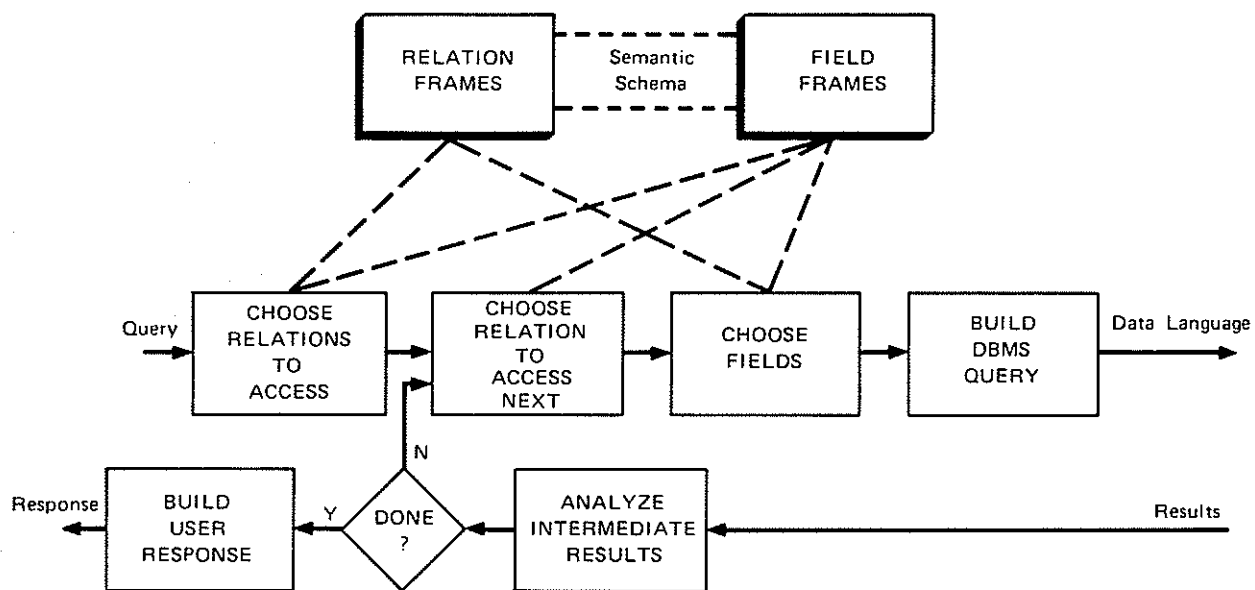 RELATION
FRAMES
Semantic
Schema
FIELD
FRAMES
Query
CHOOSE
RELATIONS
TO
ACCESS
CHOOSE
RELATION
TO
ACCESS
NEXT
CHOOSE
FIELDS
BUILD
DBMS
QUERY
Data Language
N
Response
BUILD
USER
RESPONSE
Y
DONE
?
ANALYZE
INTERMEDIATE
RESULTS
Results